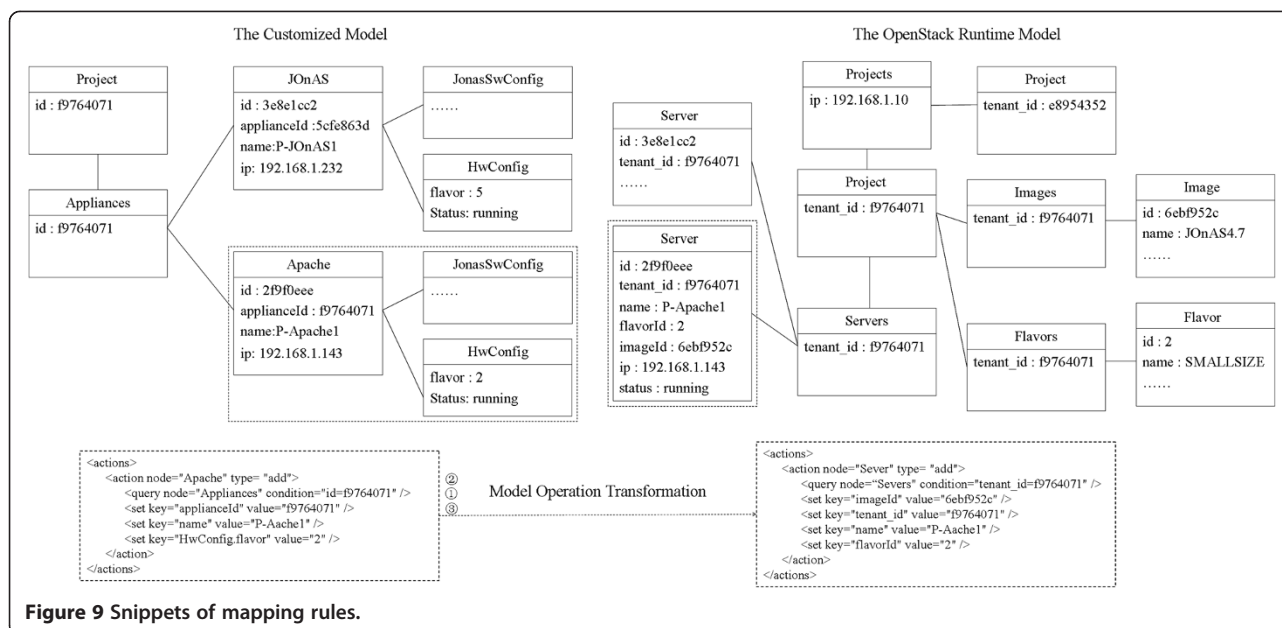 The Customized Model
Project
id : f9764071
Appliances
id : f9764071
JOnAS
id : 3e8e1cc2
applianceId :5cfe863d
name:P-JOnAS1
ip: 192.168.1.232
JonasSwConfig
……
HwConfig
flavor : 5
Status: running
Apache
id : 2f9f0eee
applianceId : f9764071
name:P-Apache1
ip: 192.168.1.143
JonasSwConfig
……
HwConfig
flavor : 2
Status: running
The OpenStack Runtime Model
Projects
ip : 192.168.1.10
Project
tenant_id : e8954352
Server
id : 3e8e1cc2
tenant_id : f9764071
……
Project
tenant_id : f9764071
Images
tenant_id : f9764071
Image
id : 6ebf952c
name : JOnAS4.7
……
Server
id : 2f9f0eee
tenant_id : f9764071
name : P-Apache1
flavorId : 2
imageId : 6ebf952c
ip : 192.168.1.143
status : running
Servers
tenant_id : f9764071
Flavors
tenant_id : f9764071
Flavor
id : 2
name : SMALLSIZE
……
<actions>
<action node="Apache" type= "add">
<query node="Appliances" condition="id=f9764071" />
<set key="applianceId" value="f9764071" />
<set key="name" value="P-Aache1" />
<set key="HwConfig.flavor" value="2" />
</action>
</actions>
②
①
③
Model Operation Transformation
<actions>
<action node="Sever" type= "add">
<query node="Severs" condition="tenant_id=f9764071" />
<set key="imageId" value="6ebf952c" />
<set key="tenant_id" value="f9764071" />
<set key="name" value="P-Aache1" />
<set key="flavorId" value="2" />
</action>
</actions>
Figure 9 Snippets of mapping rules.